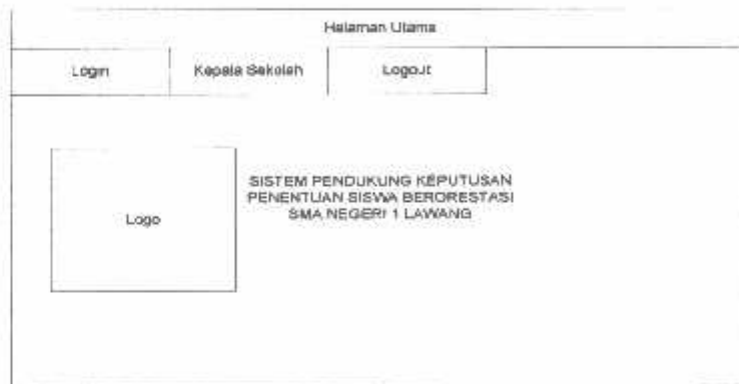 Halaman Utama
Login Kepala Sekolah Logout
SISTEM PENDUKUNG KEPUTUSAN
PENENTUAN SISWA BERORESTASI
SMA NEGERI 1 LAWANG
Logo